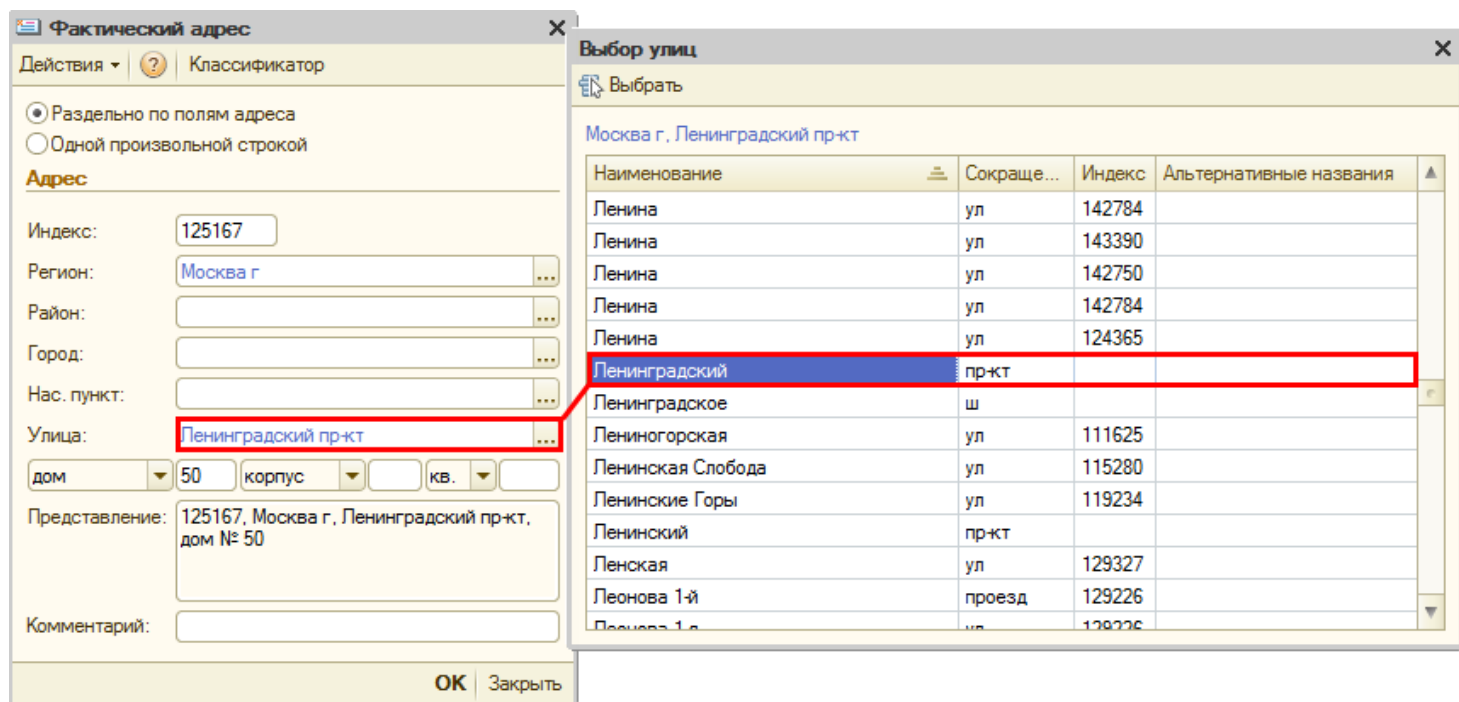 Фактический адрес
Действия Классификатор
Раздельно по полям адреса
Одной произвольной строкой
Адрес
Индекс: 125167
Регион: Москва г ...
Район: ...
Город: ...
Нас. пункт: ...
Улица: Ленинградский пр-кт ...
дом 50 корпус кв.
Представление: 125167, Москва г, Ленинградский пр-кт,
дом № 50
Комментарий:
OK Закрыть
Выбор улиц
Выбрать
Москва г, Ленинградский пр-кт
Наименование Сокраще... Индекс Альтернативные названия
Ленина ул 142784
Ленина ул 143390
Ленина ул 142750
Ленина ул 142784
Ленина ул 124365
Ленинградский пр-кт
Ленинградское ш
Лениногорская ул 111625
Ленинская Слобода ул 115280
Ленинские Горы ул 119234
Ленинский пр-кт
Ленская ул 129327
Леонова 1-й проезд 129226
129226